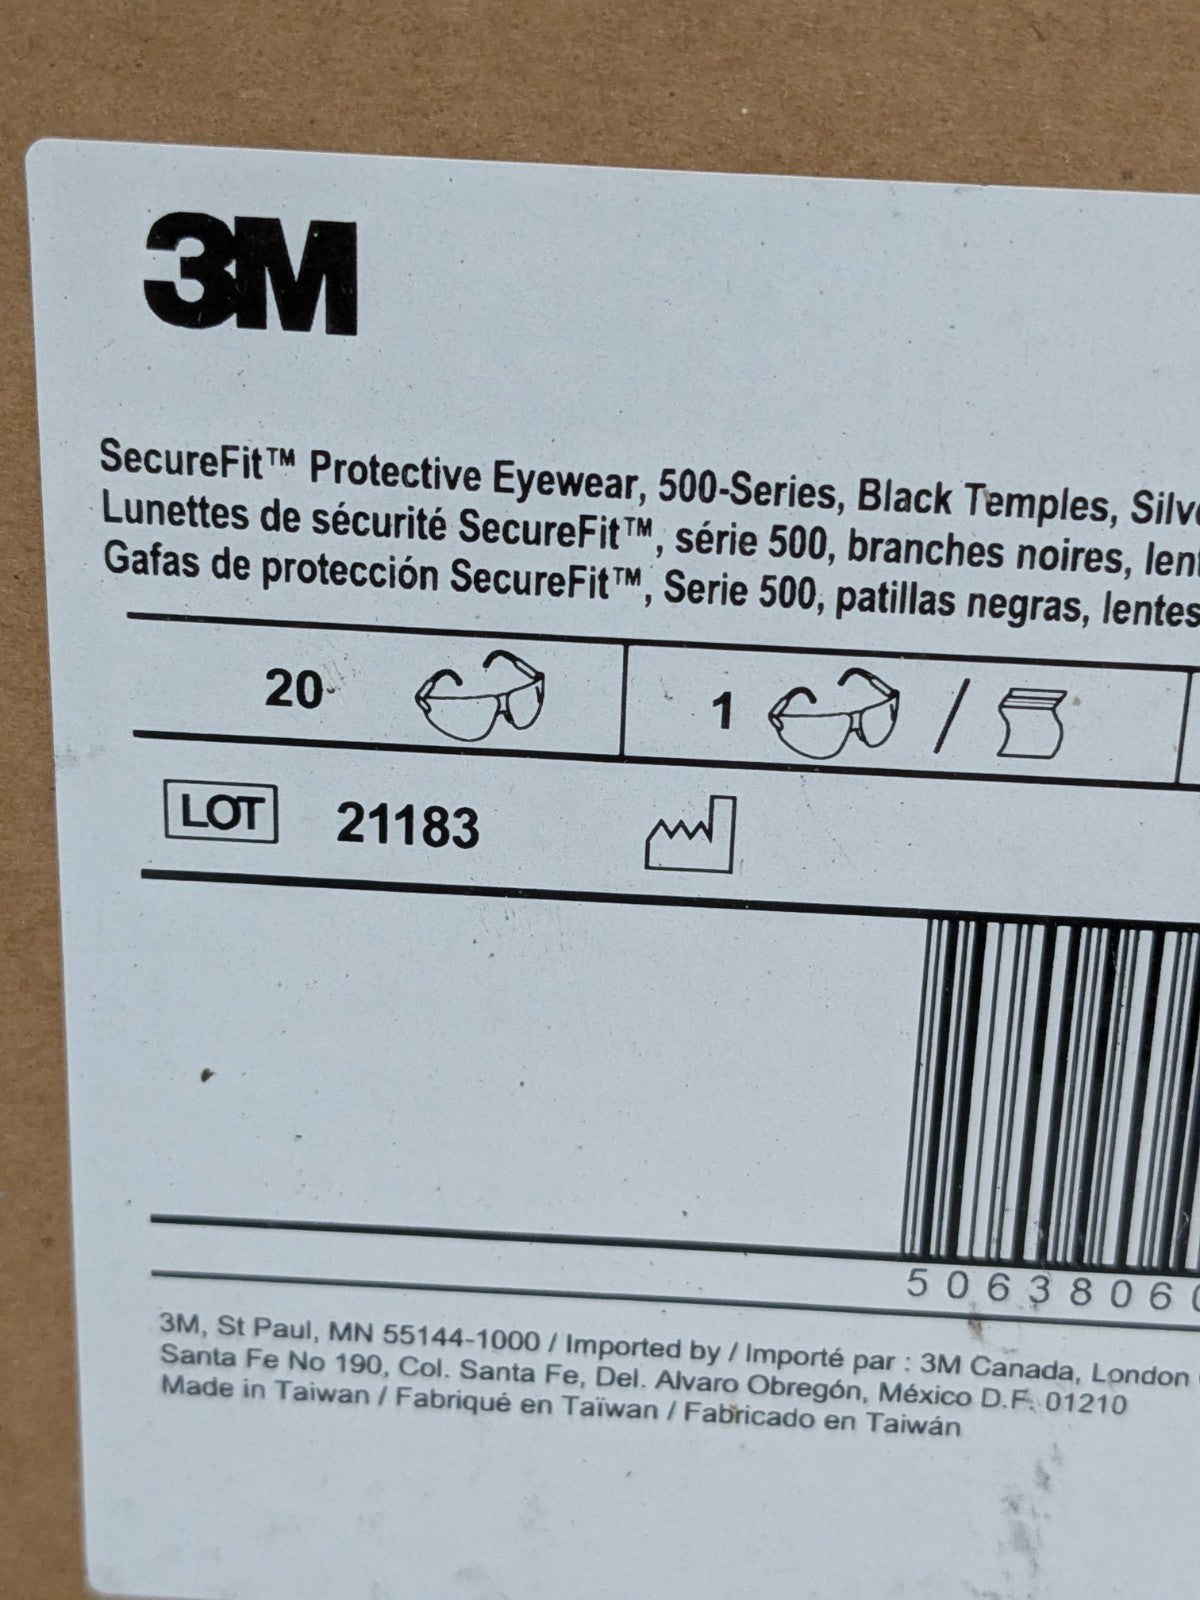 3M
SecureFit™ Protective Eyewear, 500-Series, Black Temples,
Lunettes de sécurité SecureFit™, série 500, branches noires,
Gafas de protección SecureFit™, Serie 500, patillas negras, lentes
20 1 /
LOT 21183
5063806
3M, St Paul, MN 55144-1000 / Imported by / Importé par : 3M Canada, London
Santa Fe No 190, Col. Santa Fe, Del. Alvaro Obregón, México D.F. 01210
Made in Taiwan / Fabriqué en Taïwan / Fabricado en Taiwán